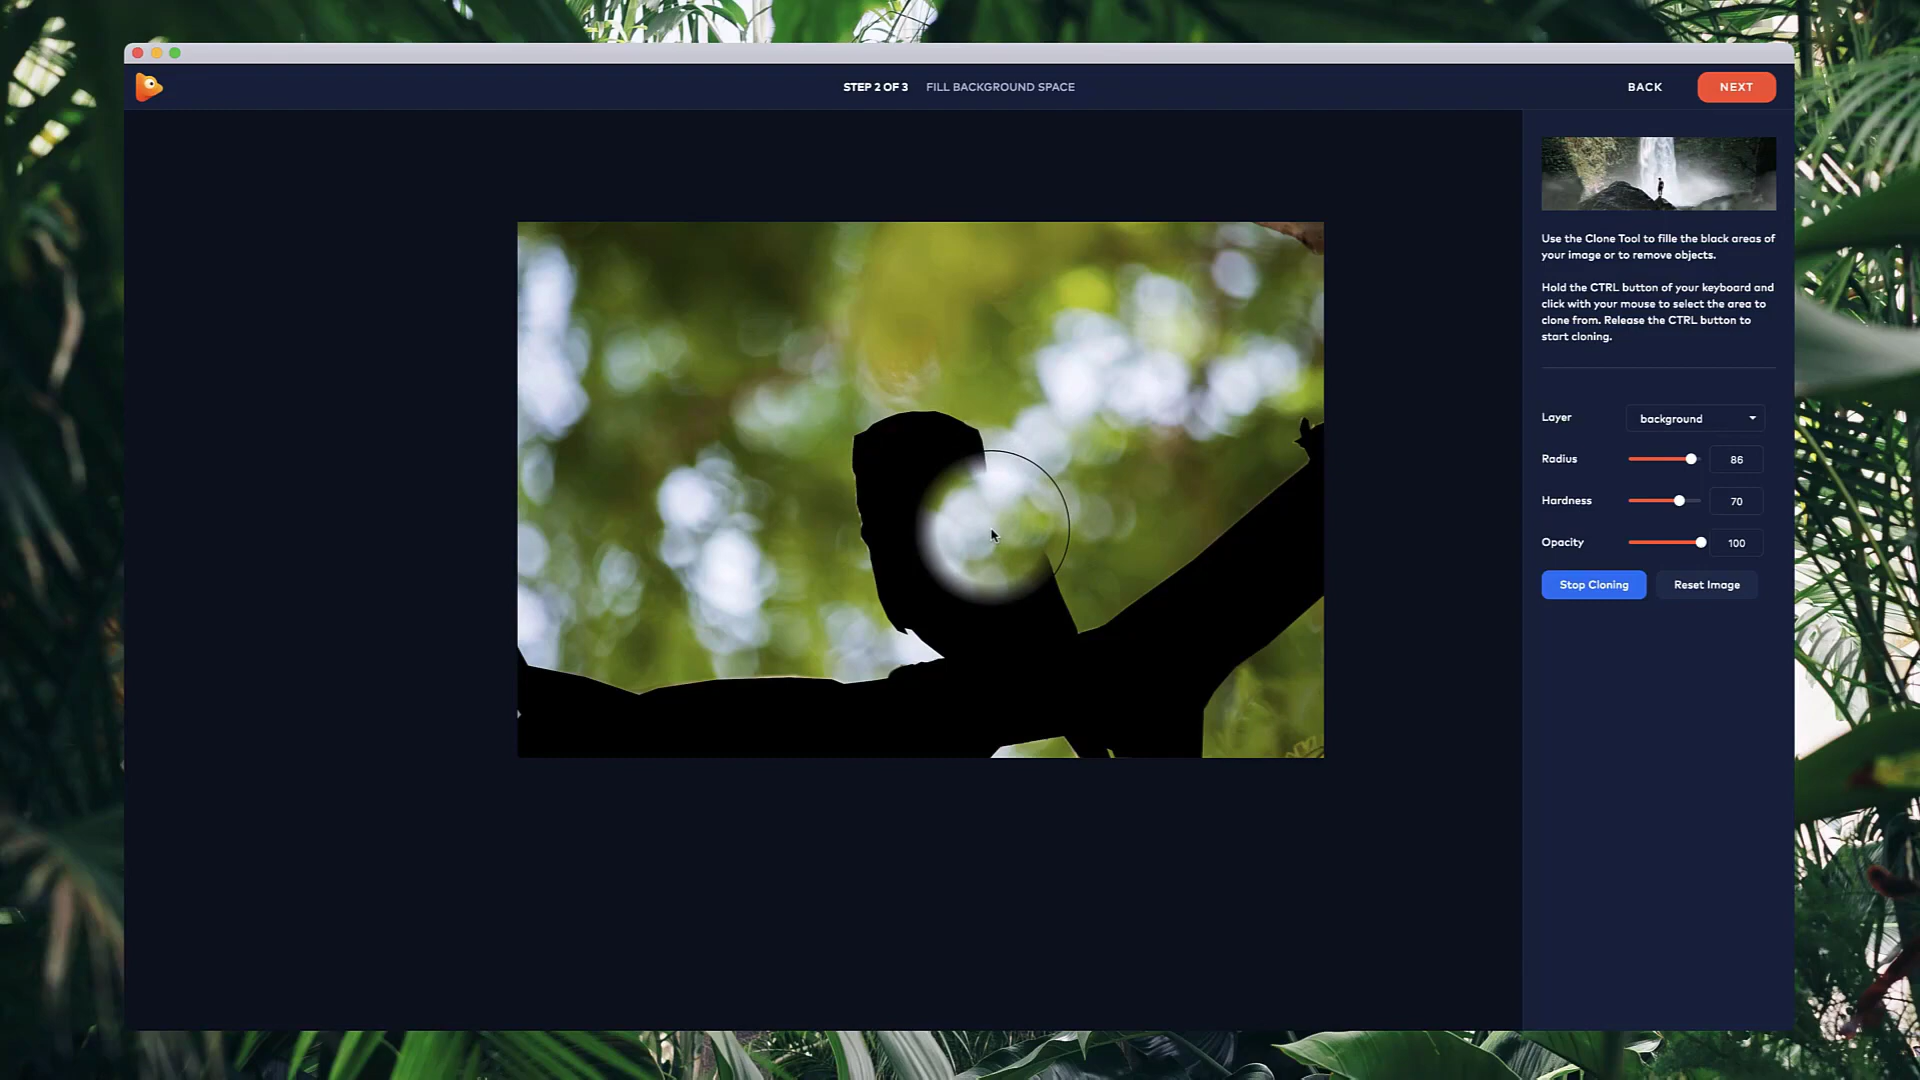 STEP 2 OF 3 FILL BACKGROUND SPACE
BACK
NEXT
Use the Clone Tool to fille the black areas of
your image or to remove objects.
Hold the CTRL button of your keyboard and
click with your mouse to select the area to
clone from. Release the CTRL button to
start cloning.
Layer background
Radius 86
Hardness 70
Opacity 100
Stop Cloning Reset Image